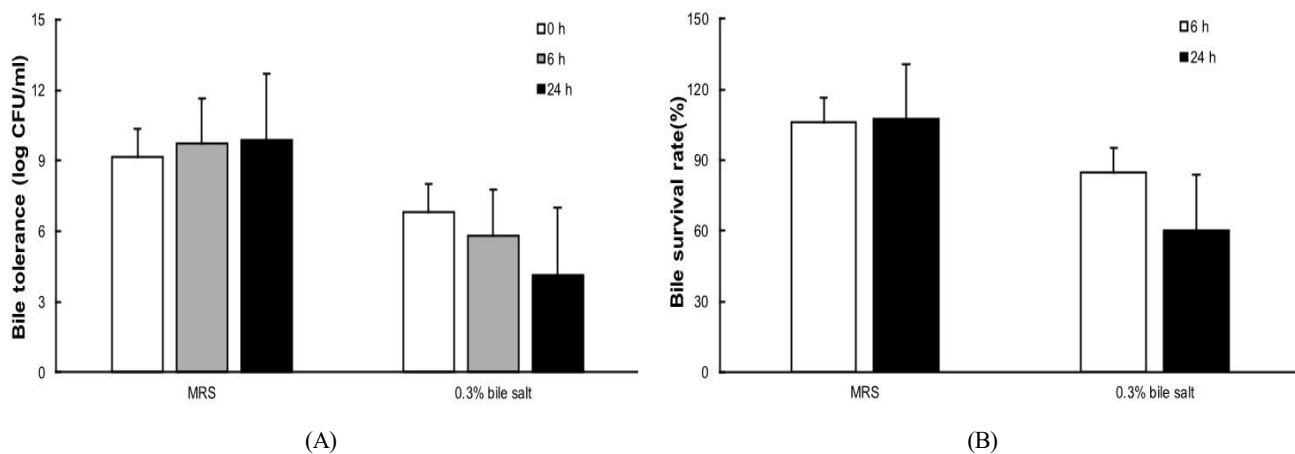 Bile tolerance (log CFU/ml)
15
12
9
6
3
0
0 h
6 h
24 h
MRS
0.3% bile salt
(A)
Bile survival rate(%)
150
120
90
60
30
0
6 h
24 h
MRS
0.3% bile salt
(B)